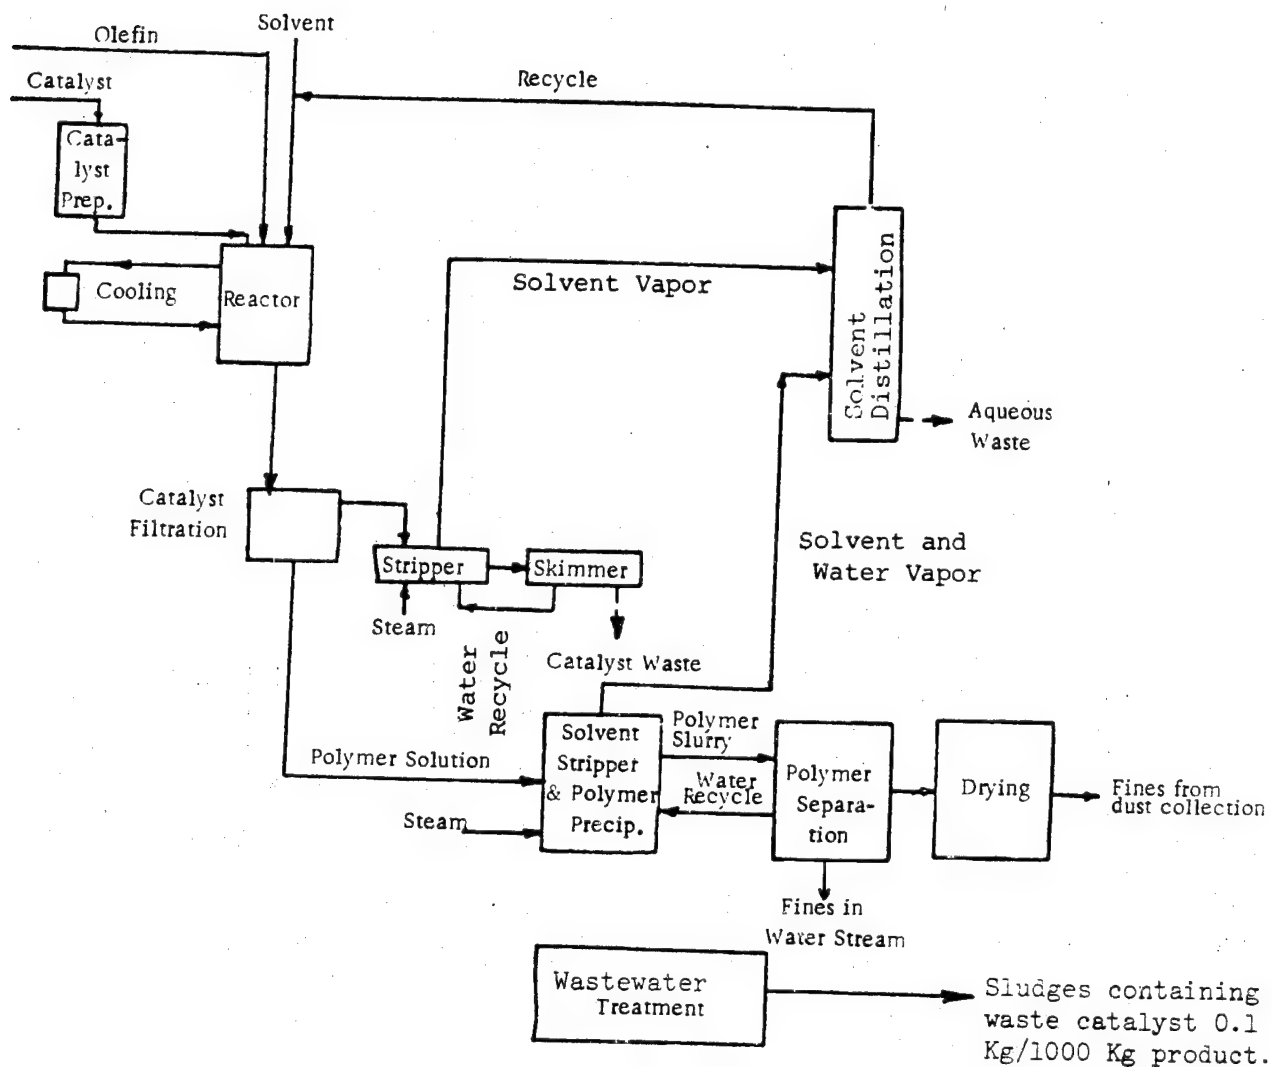 Solvent
Olefin
Catalyst
Recycle
Cata-
lyst
Prep.
Cooling
Reactor
Solvent Vapor
Solvent
Distillation
Aqueous
Waste
Catalyst
Filtration
Stripper
Skimmer
Steam
Solvent and
Water Vapor
Water
Recycle
Catalyst Waste
Polymer Solution
Steam
Solvent
Stripper
& Polymer
Precip.
Polymer
Slurry
Water
Recycle
Polymer
Separa-
tion
Drying
Fines from
dust collection
Fines in
Water Stream
Wastewater
Treatment
Sludges containing
waste catalyst 0.1
Kg/1000 Kg product.